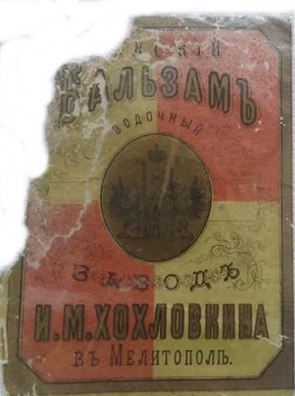 БАЛЬЗАМЪ
ВОДОЧНЫЙ
ЗАВОДЪ
И.М.ХОХЛОВКИНА
ВЪ МЕЛИТОПОЛѢ.